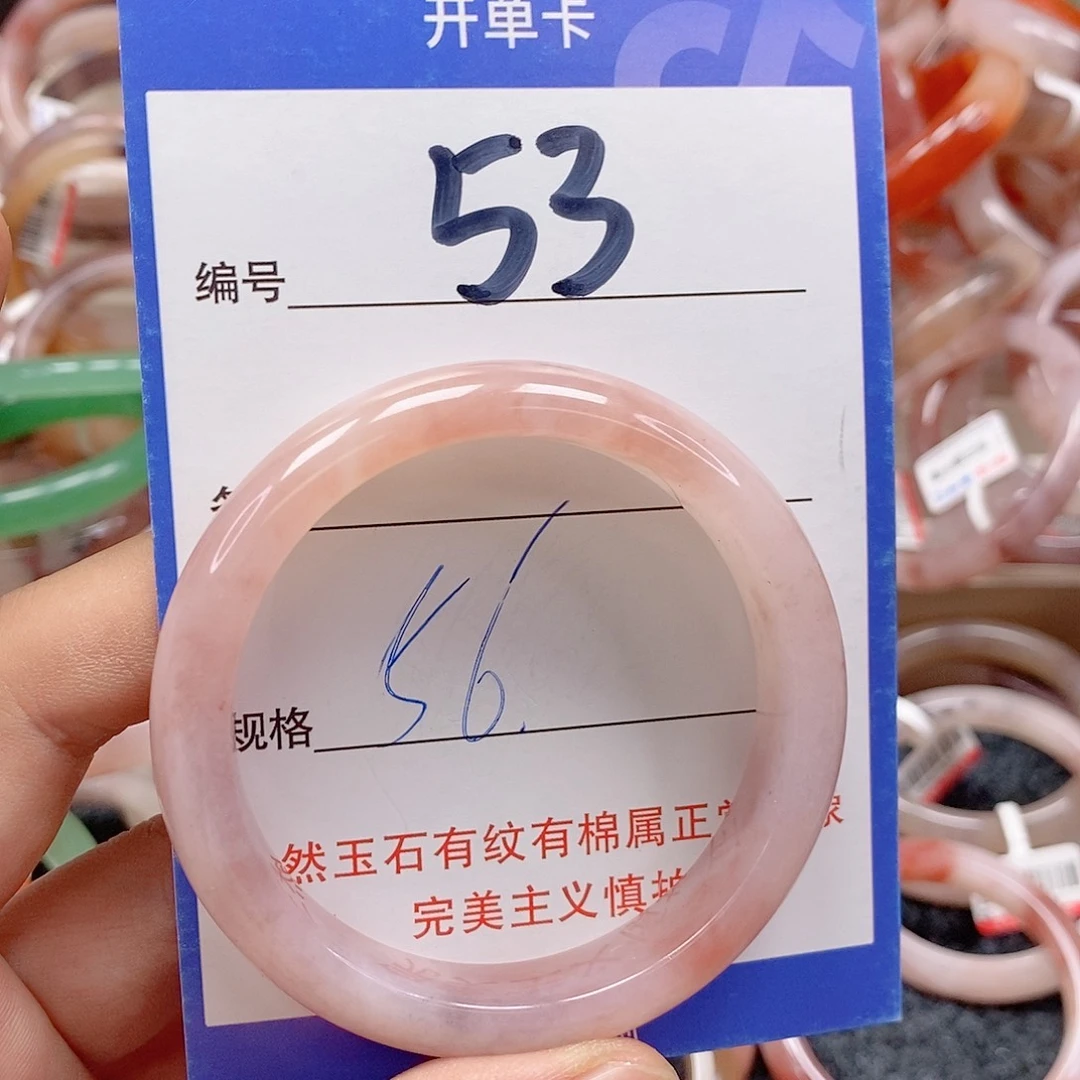 开单卡
编号 53
规格 56.
然玉石有纹有棉属正
完美主义慎拍